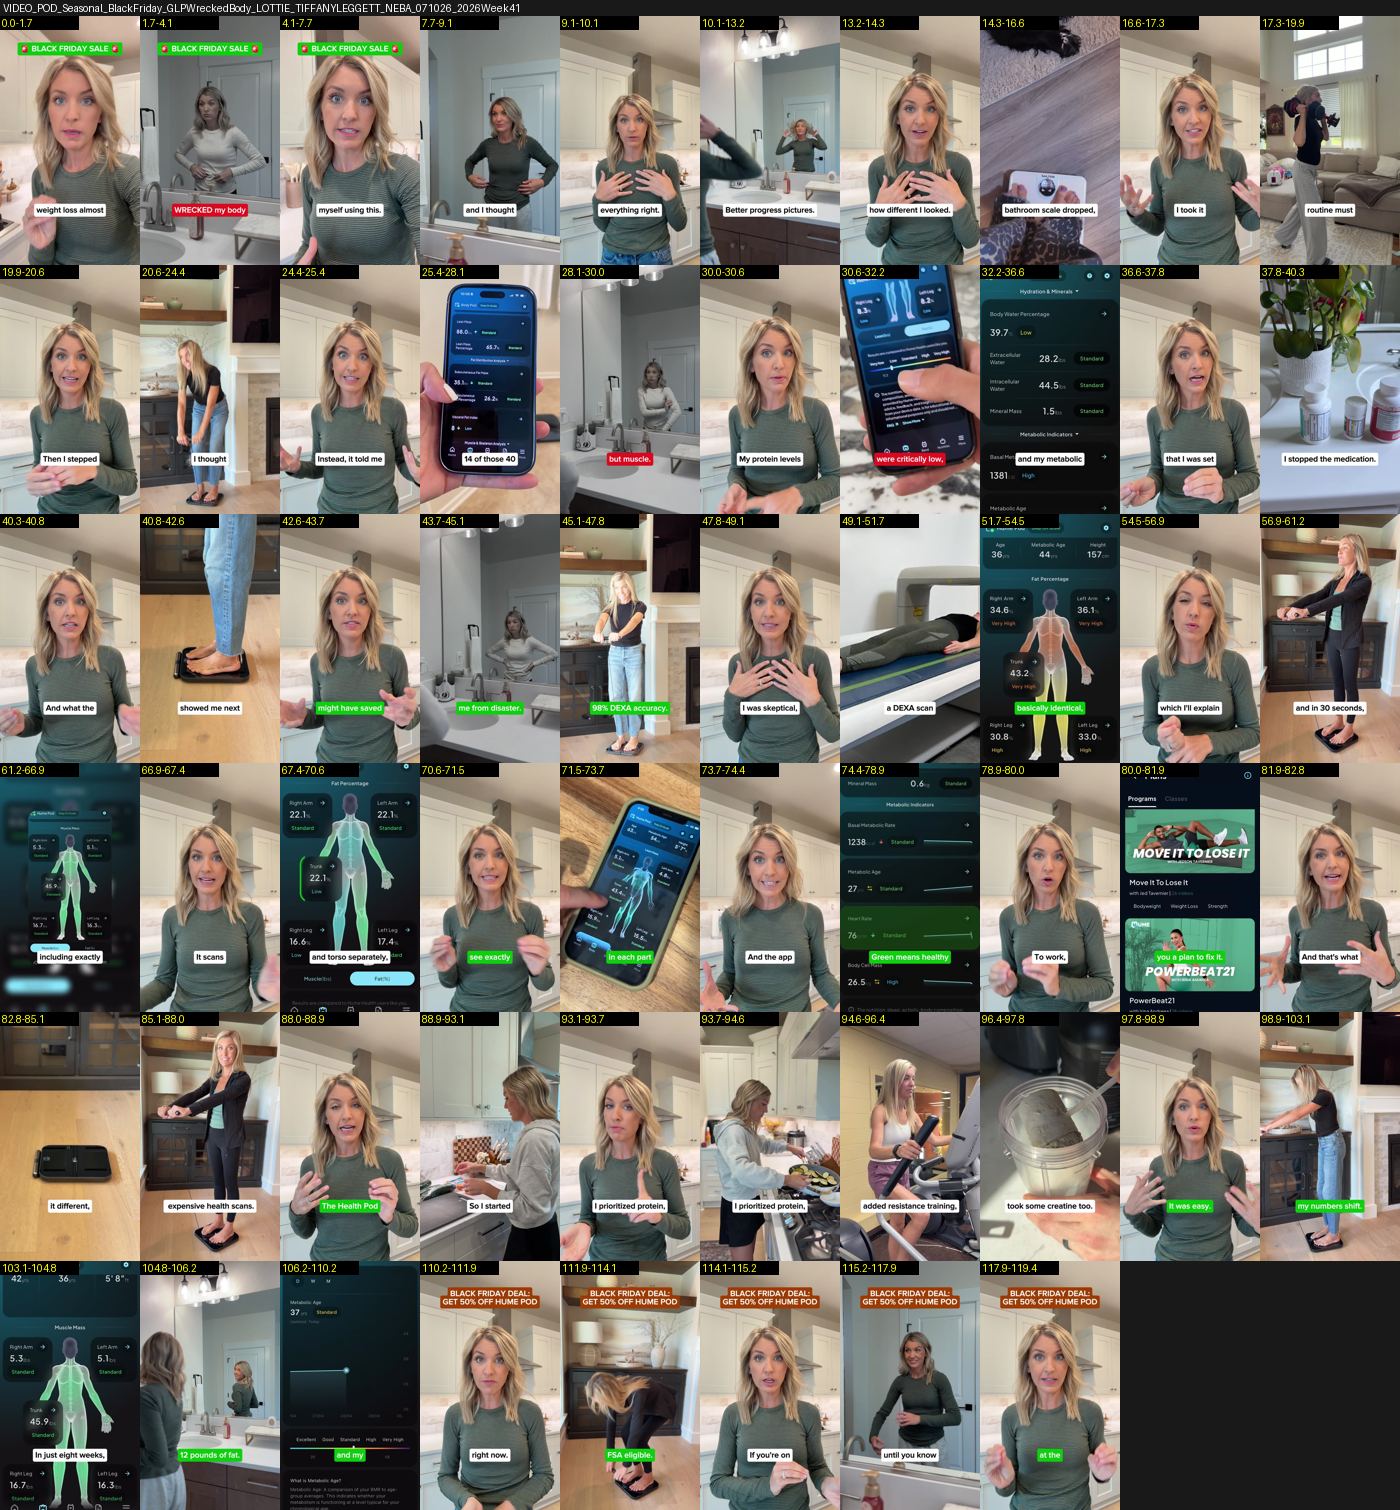 VIDEO_POD_Seasonal_BlackFriday_GLPWreckedBody_LOTTIE_TIFFANYLEGGETT_NEBA_071026_2026Week41
0.0-1.7
BLACK FRIDAY SALE
weight loss almost
1.7-4.1
BLACK FRIDAY SALE
WRECKED my body
4.1-7.7
BLACK FRIDAY SALE
myself using this.
7.7-9.1
and I thought
9.1-10.1
everything right.
10.1-13.2
Better progress pictures.
13.2-14.3
how different I looked.
14.3-16.6
bathroom scale dropped,
16.6-17.3
I took it
17.3-19.9
routine must
19.9-20.6
Then I stepped
20.6-24.4
I thought
24.4-25.4
Instead, it told me
25.4-28.1
88.0
Standard
65.7
Standard
26.2
14 of those 40
28.1-30.0
but muscle.
30.0-30.6
My protein levels
30.6-32.2
8.3
8.2
were critically low,
32.2-36.6
Hydration & Minerals
Body Water Percentage
39.7
Low
Extracellular
Water
28.2
Standard
Intracellular
Water
44.5
Standard
Mineral Mass
1.5
Standard
Metabolic Indicators
and my metabolic
1381
High
Metabolic Age
36.6-37.8
that I was set
37.8-40.3
I stopped the medication.
40.3-40.8
And what the
40.8-42.6
showed me next
42.6-43.7
might have saved
43.7-45.1
me from disaster.
45.1-47.8
98% DEXA accuracy.
47.8-49.1
I was skeptical,
49.1-51.7
a DEXA scan
51.7-54.5
Age
36
Metabolic Age
44
Height
157
Fat Percentage
Right Arm
34.6
Very High
Left Arm
36.1
Very High
Trunk
43.2
Very High
basically identical,
Right Leg
30.8
High
Left Leg
33.0
High
54.5-56.9
which I'll explain
56.9-61.2
and in 30 seconds,
61.2-66.9
including exactly
66.9-67.4
It scans
67.4-70.6
Fat Percentage
Right Arm
22.1
Standard
Left Arm
22.1
Standard
Trunk
22.1
Low
Right Leg
16.6
Low
Left Leg
17.4
and torso separately,
Muscle(lbs)
Fat(%)
70.6-71.5
see exactly
71.5-73.7
in each part
73.7-74.4
And the app
74.4-78.9
Mineral Mass
0.6
Standard
Metabolic Indicators
Basal Metabolic Rate
1238
Standard
Metabolic Age
27
Standard
Heart Rate
76
Standard
Green means healthy
Body Cell Mass
26.5
High
78.9-80.0
To work,
80.0-81.9
Programs
Classes
MOVE IT TO LOSE IT
Move It To Lose It
Bodyweight
Weight Loss
Strength
HUME
you a plan to fix it.
POWERBEAT21
PowerBeat21
81.9-82.8
And that's what
82.8-85.1
it different,
85.1-88.0
expensive health scans.
88.0-88.9
The Health Pod
88.9-93.1
So I started
93.1-93.7
I prioritized protein,
93.7-94.6
I prioritized protein,
94.6-96.4
added resistance training,
96.4-97.8
took some creatine too.
97.8-98.9
It was easy.
98.9-103.1
my numbers shift.
103.1-104.8
42
36
5' 8"
Muscle Mass
Right Arm
5.3
Standard
Left Arm
5.1
Standard
Trunk
45.9
Standard
In just eight weeks,
Right Leg
16.7
Standard
Left Leg
16.3
Standard
104.8-106.2
12 pounds of fat.
106.2-110.2
D
W
M
Metabolic Age
37
Standard
Excellent
Good
Standard
High
Very High
and my
What is Metabolic Age?
110.2-111.9
BLACK FRIDAY DEAL:
GET 50% OFF HUME POD
right now.
111.9-114.1
BLACK FRIDAY DEAL:
GET 50% OFF HUME POD
FSA eligible.
114.1-115.2
BLACK FRIDAY DEAL:
GET 50% OFF HUME POD
If you're on
115.2-117.9
BLACK FRIDAY DEAL:
GET 50% OFF HUME POD
until you know
117.9-119.4
BLACK FRIDAY DEAL:
GET 50% OFF HUME POD
at the